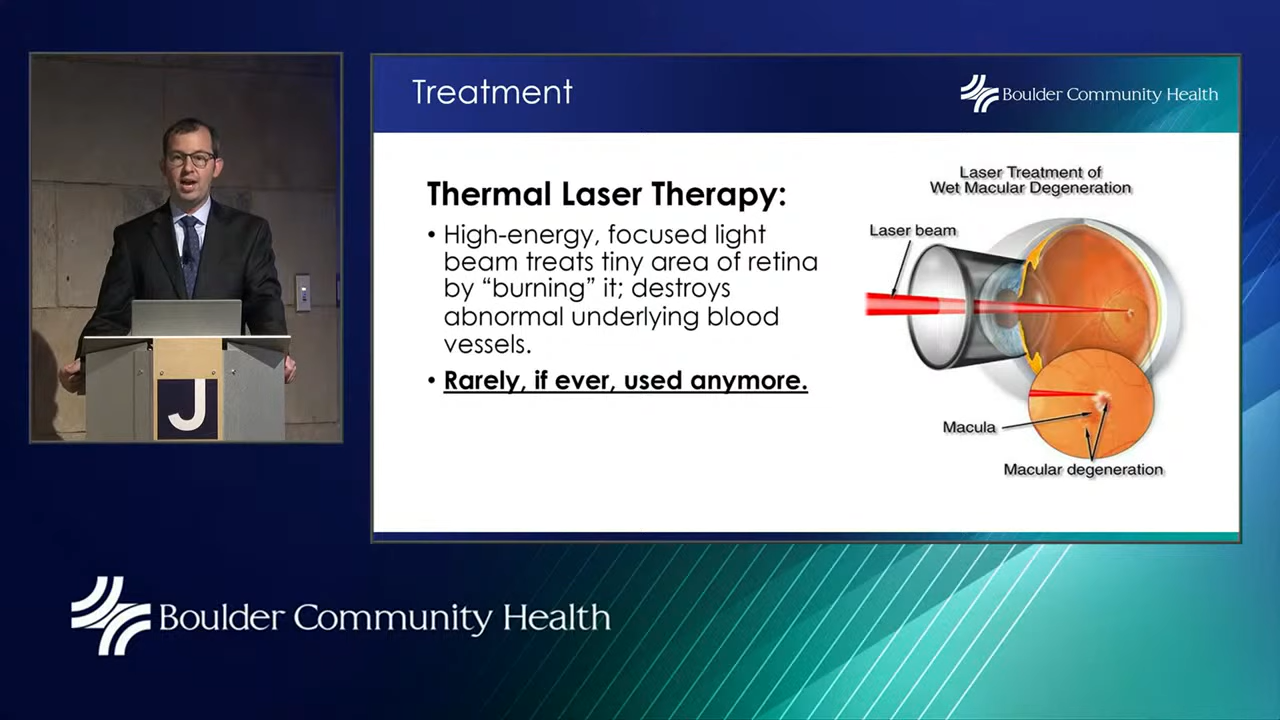 Treatment
Boulder Community Health
Thermal Laser Therapy:
• High-energy, focused light
beam treats tiny area of retina
by “burning” it; destroys
abnormal underlying blood
vessels.
• Rarely, if ever, used anymore.
Laser Treatment of
Wet Macular Degeneration
Laser beam
Macula
Macular degeneration
J
Boulder Community Health